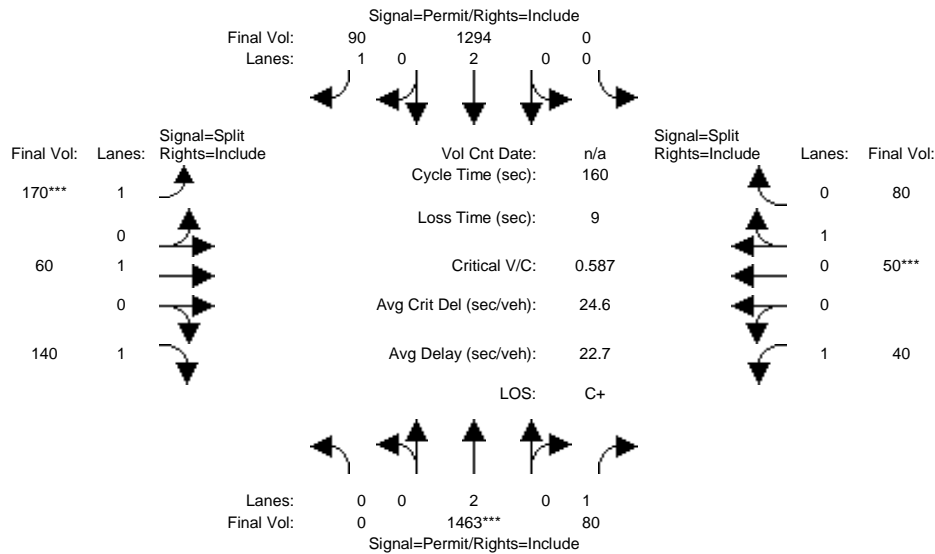 Signal=Permit/Rights=Include
Final Vol: 90 1294 0
Lanes: 1 0 2 0 0
Signal=Split Signal=Split
Final Vol: Lanes: Rights=Include Vol Cnt Date: n/a Rights=Include Lanes: Final Vol:
Cycle Time (sec): 160
170*** 1 0 80
Loss Time (sec): 9
0 1
60 1 Critical V/C: 0.587 0 50***
0 Avg Crit Del (sec/veh): 24.6 0
140 1 Avg Delay (sec/veh): 22.7 1 40
LOS: C+
Lanes: 0 0 2 0 1
Final Vol: 0 1463*** 80
Signal=Permit/Rights=Include